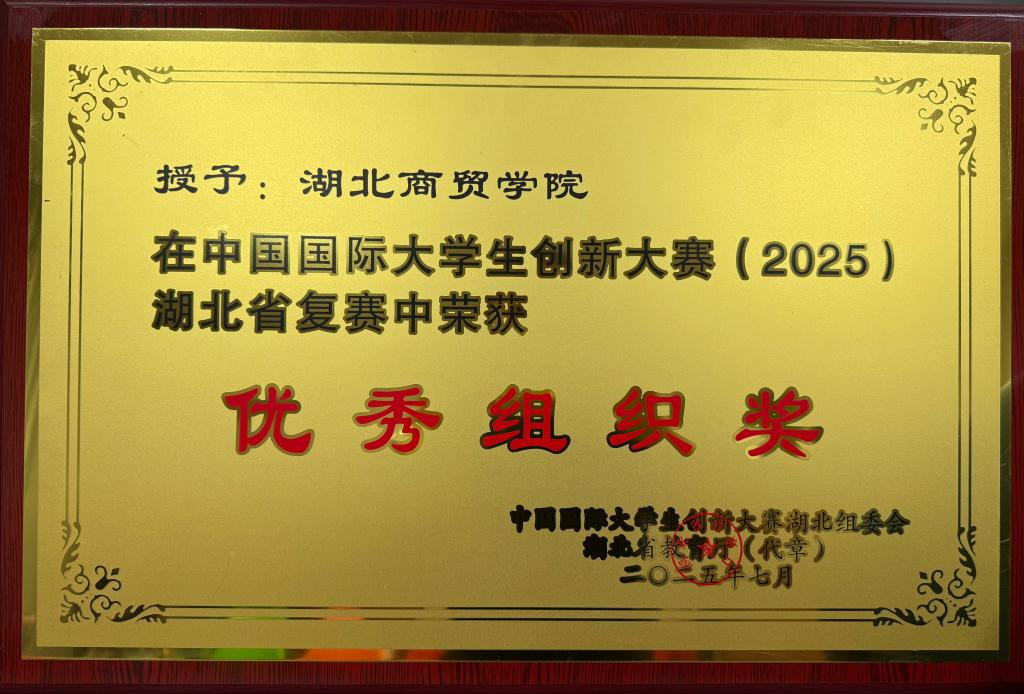 授予：湖北商贸学院
在中国国际大学生创新大赛（2025）
湖北省复赛中荣获
优秀组织奖
中国国际大学生创新大赛湖北组委会
湖北省教育厅（代章）
二〇二五年七月